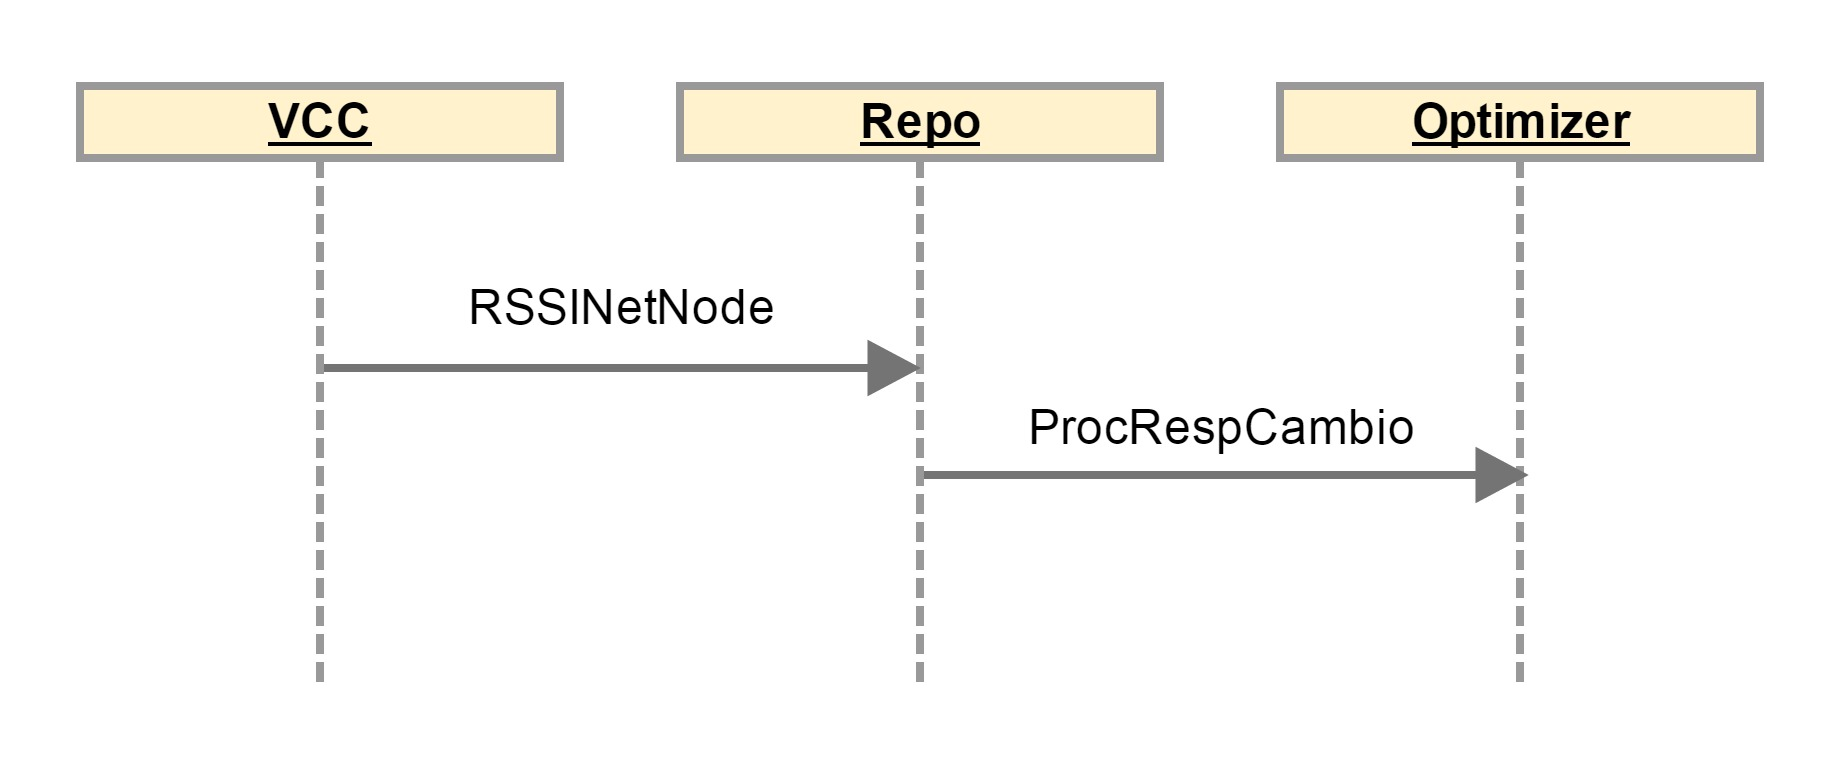 VCC
Repo
Optimizer
RSSINetNode
ProcRespCambio